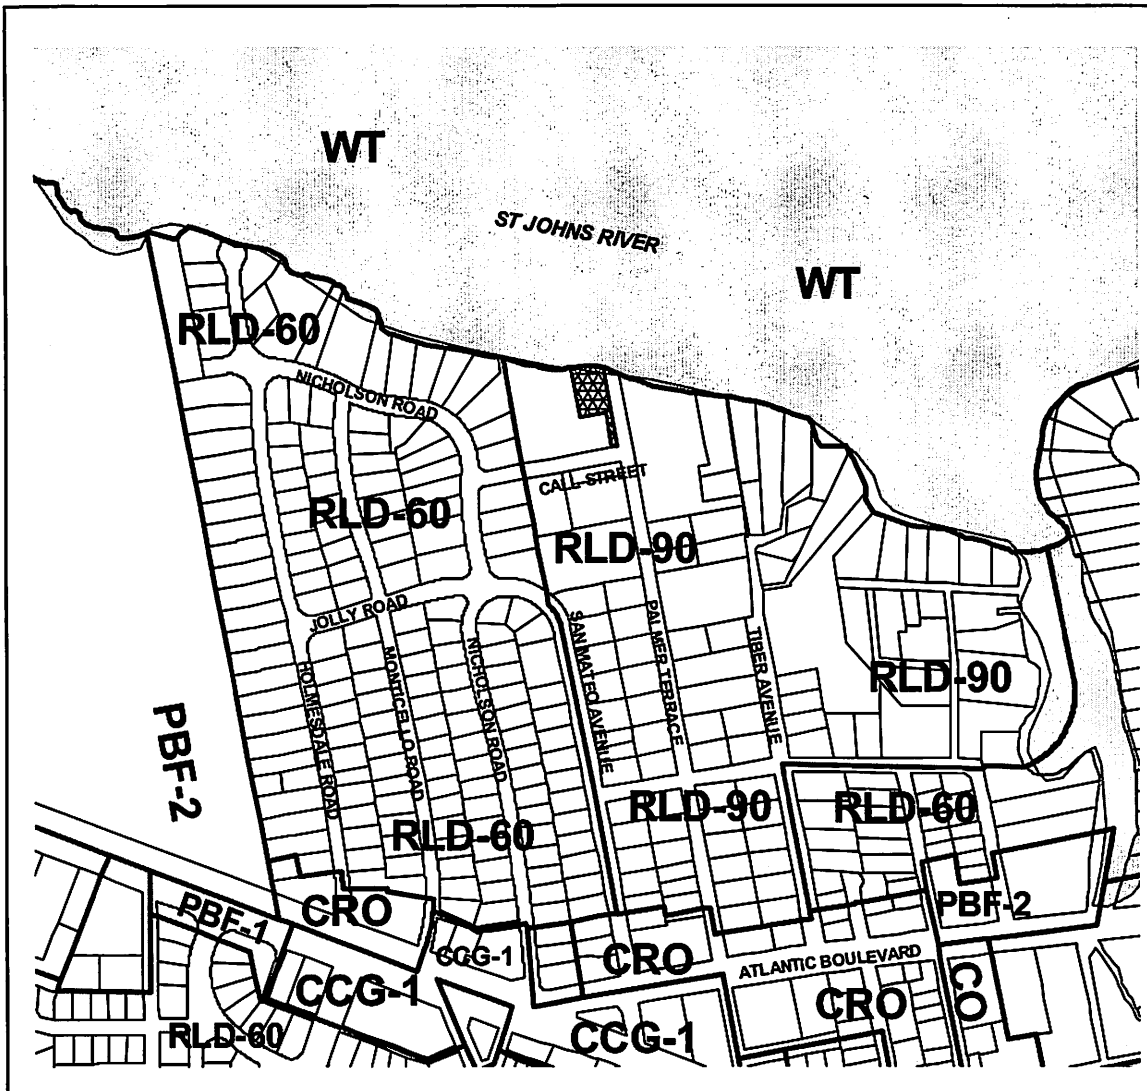 WT
ST JOHNS RIVER
WT
RLD-60
NICHOLSON ROAD
CALL STREET
RLD-60
RLD-90
JOLLY ROAD
SAN MATEO AVENUE
PALMER TERRACE
TIBER AVENUE
HOLMESDALE ROAD
MONTICELLO ROAD
NICHOLSON ROAD
RLD-90
PBF-2
RLD-60
RLD-90
RLD-60
PBF-1
CRO
CCG-1
CRO
PBF-2
ATLANTIC BOULEVARD
CCG-1
CRO
CO
RLD-60
CCG-1